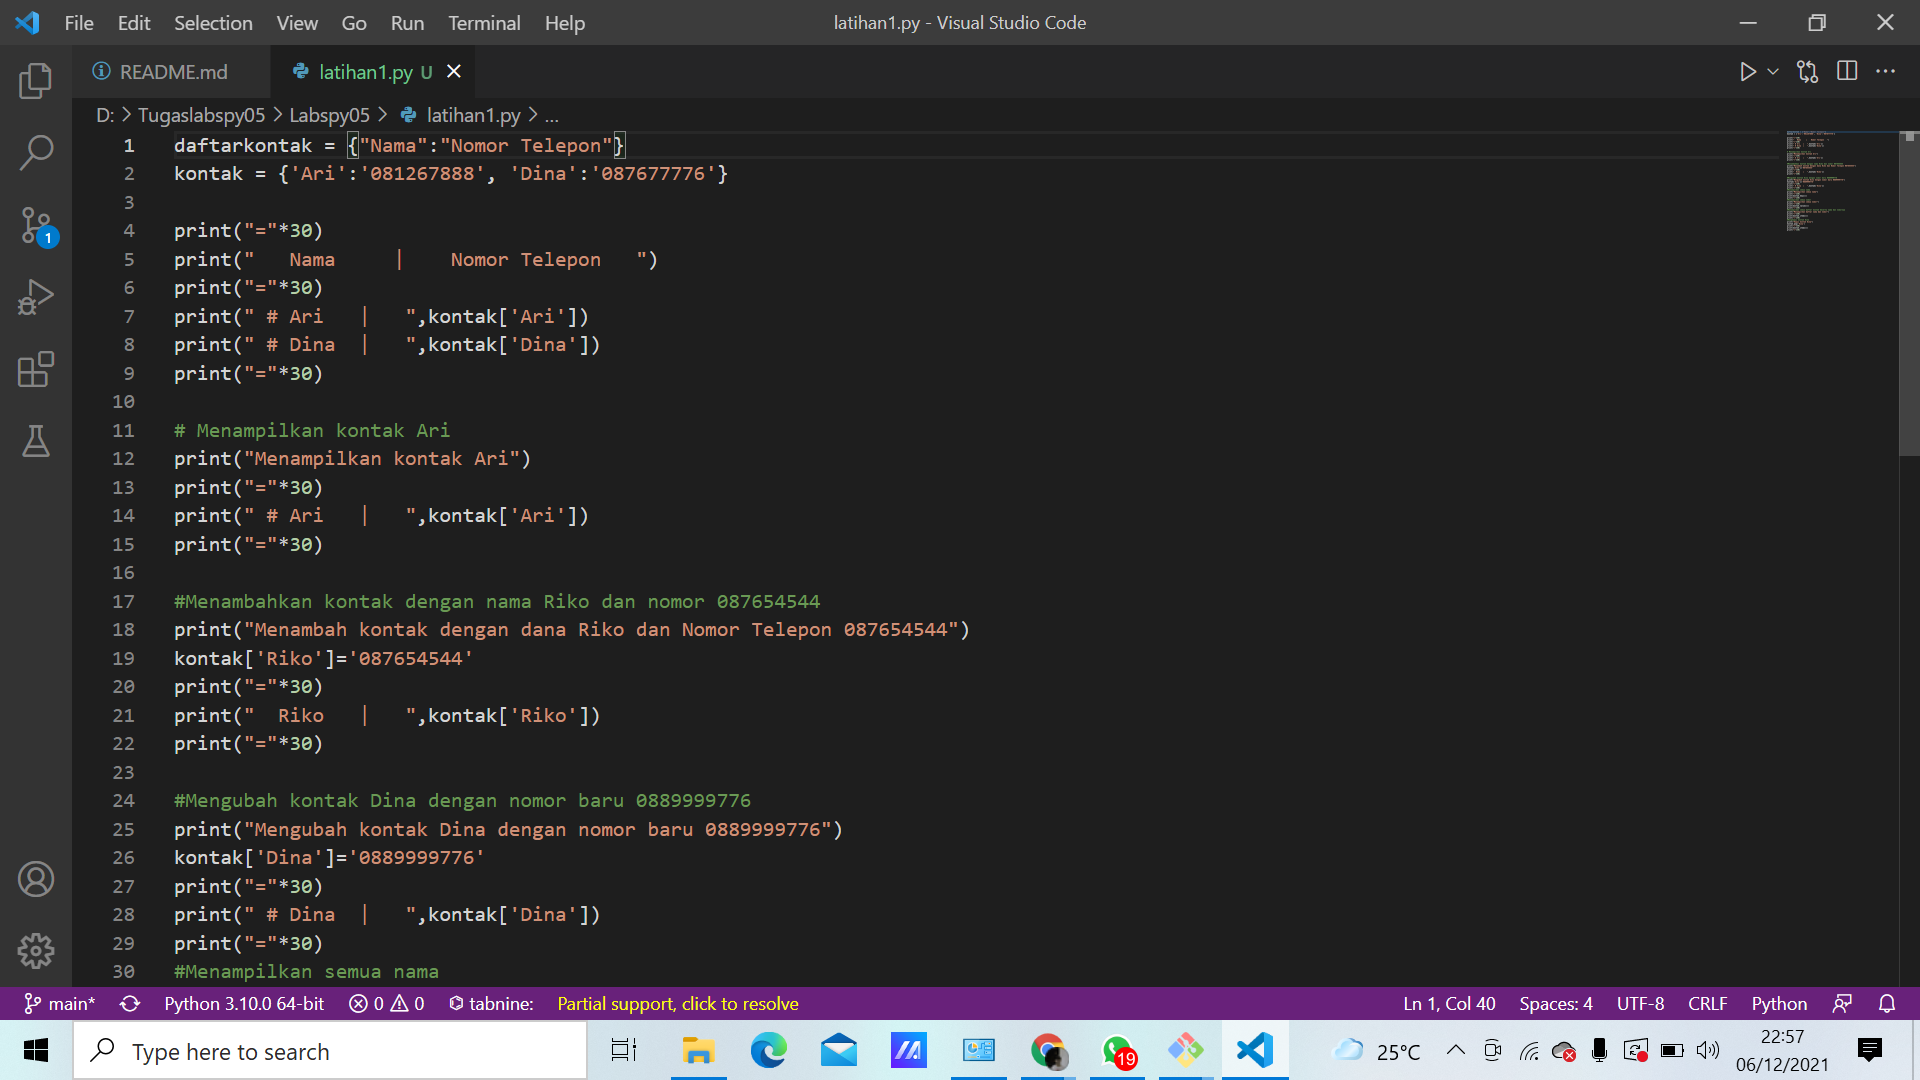 File Edit Selection View Go Run Terminal Help latihan1.py - Visual Studio Code
README.md latihan1.py U
D: > Tugaslabspy05 > Labspy05 > latihan1.py > ...
1 daftarkontak = {"Nama":"Nomor Telepon"}
2 kontak = {'Ari':'081267888', 'Dina':'087677776'}
3
4 print("="*30)
5 print("   Nama     |    Nomor Telepon   ")
6 print("="*30)
7 print(" # Ari   |   ",kontak['Ari'])
8 print(" # Dina  |   ",kontak['Dina'])
9 print("="*30)
10
11 # Menampilkan kontak Ari
12 print("Menampilkan kontak Ari")
13 print("="*30)
14 print(" # Ari   |   ",kontak['Ari'])
15 print("="*30)
16
17 #Menambahkan kontak dengan nama Riko dan nomor 087654544
18 print("Menambah kontak dengan dana Riko dan Nomor Telepon 087654544")
19 kontak['Riko']='087654544'
20 print("="*30)
21 print("  Riko   |   ",kontak['Riko'])
22 print("="*30)
23
24 #Mengubah kontak Dina dengan nomor baru 0889999776
25 print("Mengubah kontak Dina dengan nomor baru 0889999776")
26 kontak['Dina']='0889999776'
27 print("="*30)
28 print(" # Dina  |   ",kontak['Dina'])
29 print("="*30)
30 #Menampilkan semua nama
1
main* Python 3.10.0 64-bit 0 0 tabnine: Partial support, click to resolve Ln 1, Col 40 Spaces: 4 UTF-8 CRLF Python
Type here to search 19 25°C 22:57
06/12/2021